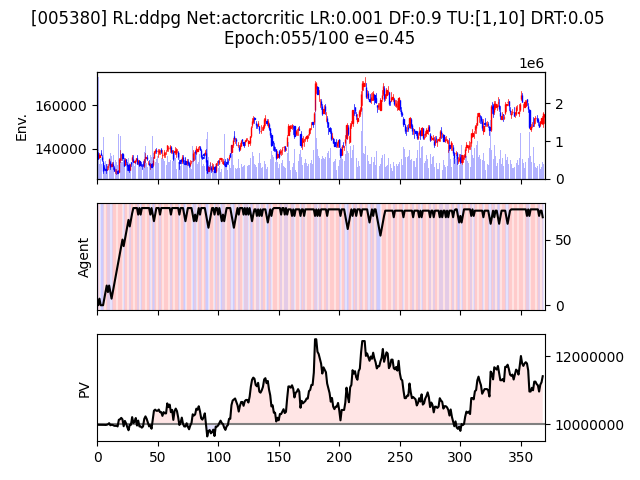 [005380] RL:ddpg Net:actorcritic LR:0.001 DF:0.9 TU:[1,10] DRT:0.05
Epoch:055/100 e=0.45
1e6
Env.
160000
140000
2
1
0
Agent
50
0
PV
12000000
10000000
0 50 100 150 200 250 300 350